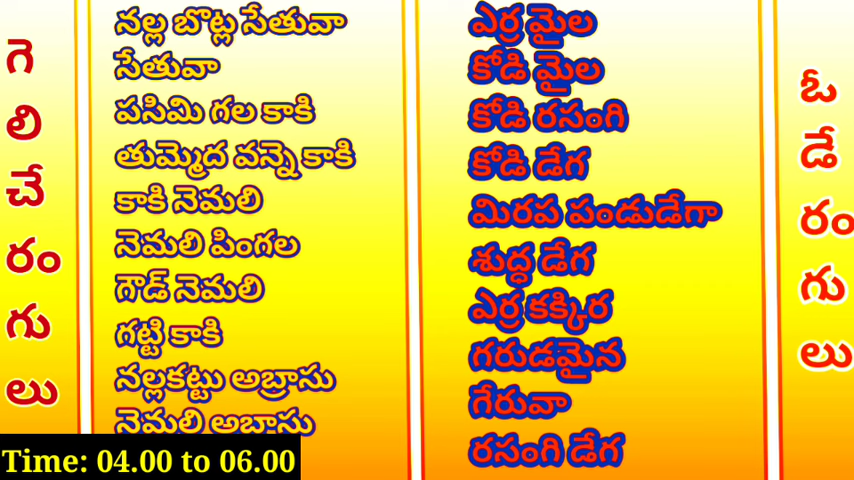 గెలిచేరంగులు
నల్ల బొట్ల సేతువా
సేతువా
పసిమి గల కాకి
తుమ్మెద వన్నె కాకి
కాకి నెమలి
నెమలి పింగల
గౌడ్ నెమలి
గట్టి కాకి
నల్లకట్టు అబ్రాసు
నెమలి అబ్రాసు
ఎర్ర మైల
కోడి మైల
కోడి రసంగి
కోడి డేగ
మిరప పండుడేగా
శుద్ధ డేగ
ఎర్ర కక్కిర
గరుడమైన
గేరువా
రసంగి డేగ
ఓడేరంగులు
Time: 04.00 to 06.00